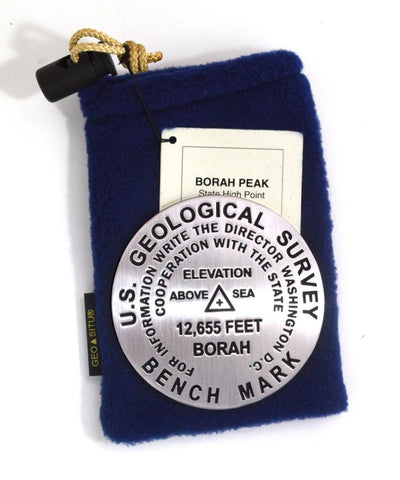 BORAH PEAK
State High Point
U.S. GEOLOGICAL SURVEY
FOR INFORMATION WRITE THE DIRECTOR WASHINGTON D.C.
COOPERATION WITH THE STATE
ELEVATION
ABOVE SEA
12,655 FEET
BORAH
BENCH MARK
GEO▲SITU®